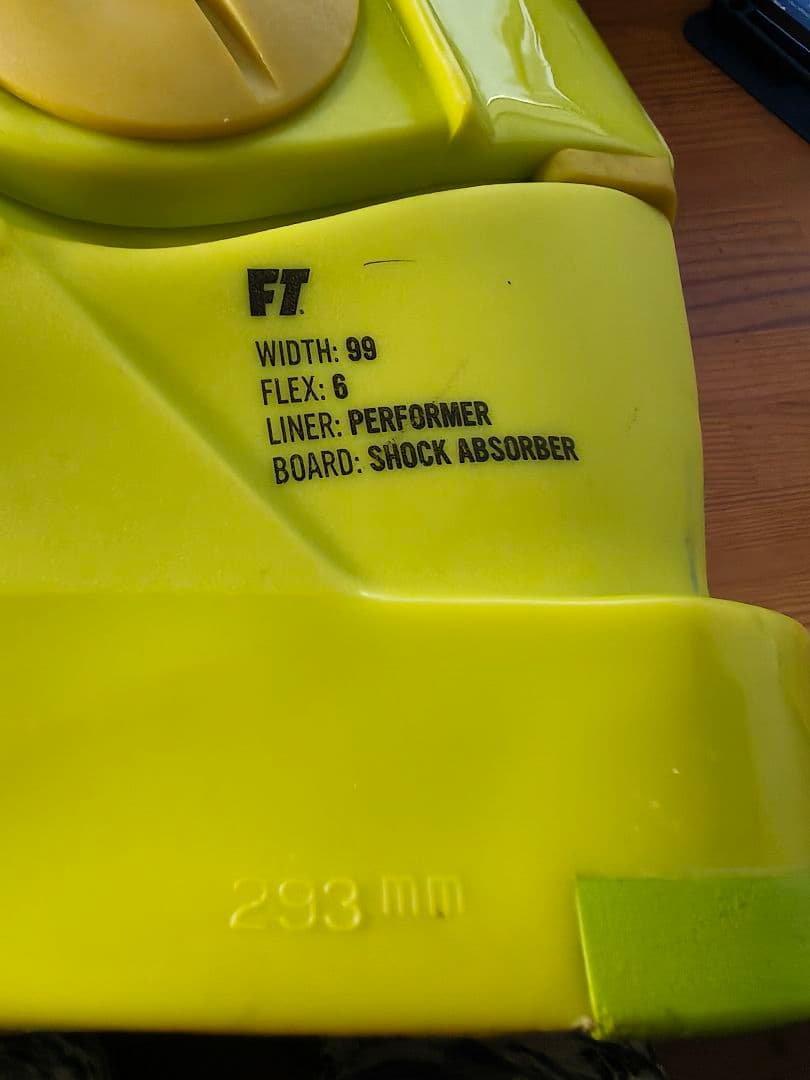 FT.
WIDTH: 99
FLEX: 6
LINER: PERFORMER
BOARD: SHOCK ABSORBER
293 mm